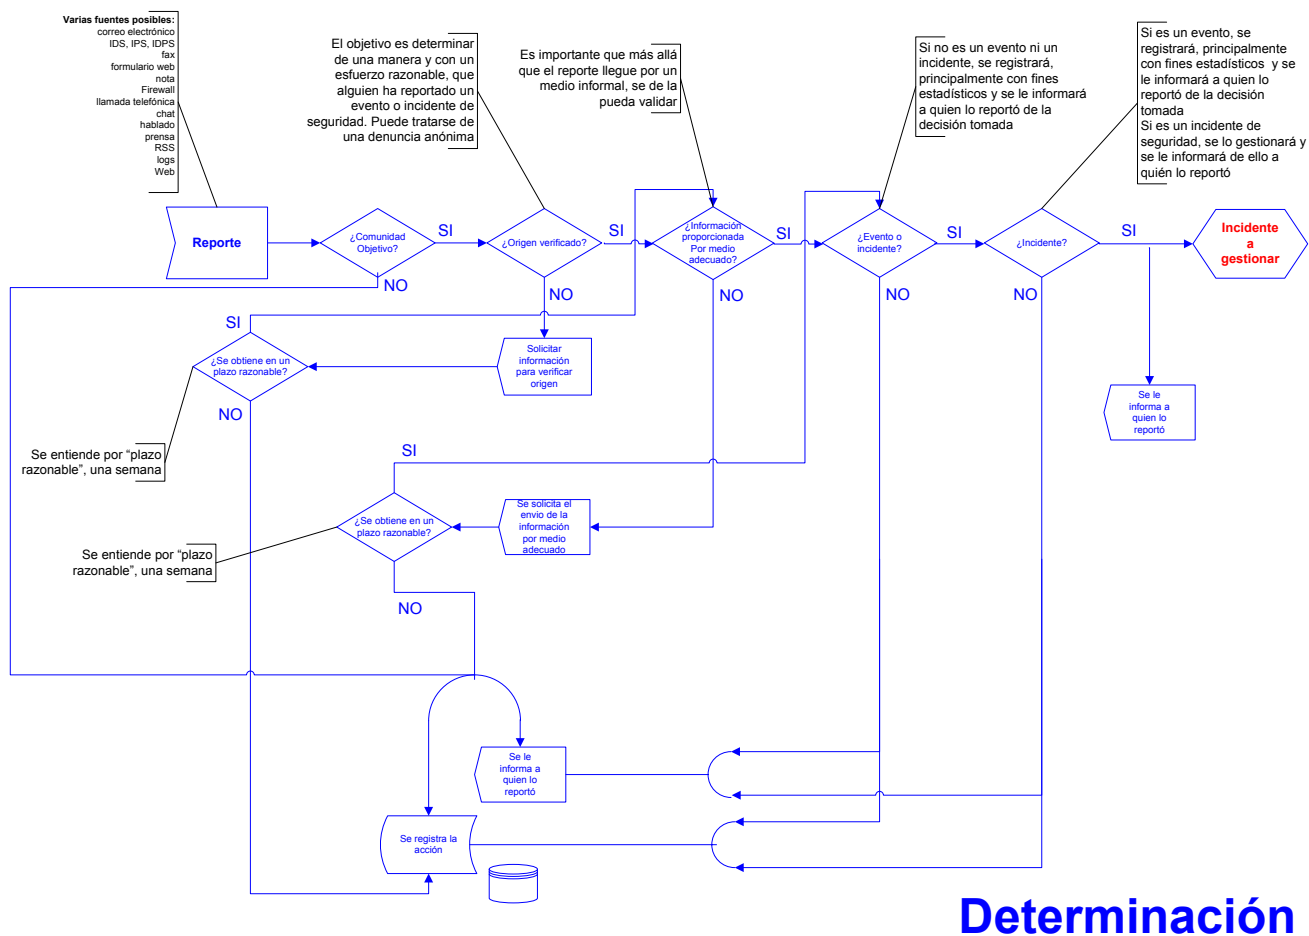 Varias fuentes posibles:
correo electrónico
IDS, IPS, IDPS
fax
formulario web
nota
Firewall
llamada telefónica
chat
hablado
prensa
RSS
logs
Web
El objetivo es determinar
de una manera y con un
esfuerzo razonable, que
alguien ha reportado un
evento o incidente de
seguridad. Puede tratarse de
una denuncia anónima
Es importante que más allá
que el reporte llegue por un
medio informal, se de la
pueda validar
Si no es un evento ni un
incidente, se registrará,
principalmente con fines
estadísticos y se le informará
a quien lo reportó de la
decisión tomada
Si es un evento, se
registrará, principalmente
con fines estadísticos y se
le informará a quien lo
reportó de la decisión
tomada
Si es un incidente de
seguridad, se lo gestionará y
se le informará de ello a
quién lo reportó
Reporte
¿Comunidad
Objetivo?
SI
NO
¿Origen verificado?
SI
NO
¿Información
proporcionada
Por medio
adecuado?
SI
NO
¿Evento o
incidente?
SI
NO
¿Incidente?
SI
NO
Incidente
a
gestionar
SI
¿Se obtiene en un
plazo razonable?
NO
Solicitar
información
para verificar
origen
Se le
informa a
quien lo
reportó
Se entiende por “plazo
razonable”, una semana
SI
¿Se obtiene en un
plazo razonable?
NO
Se solicita el
envio de la
información
por medio
adecuado
Se entiende por “plazo
razonable”, una semana
Se le
informa a
quien lo
reportó
Se registra la
acción
Determinación